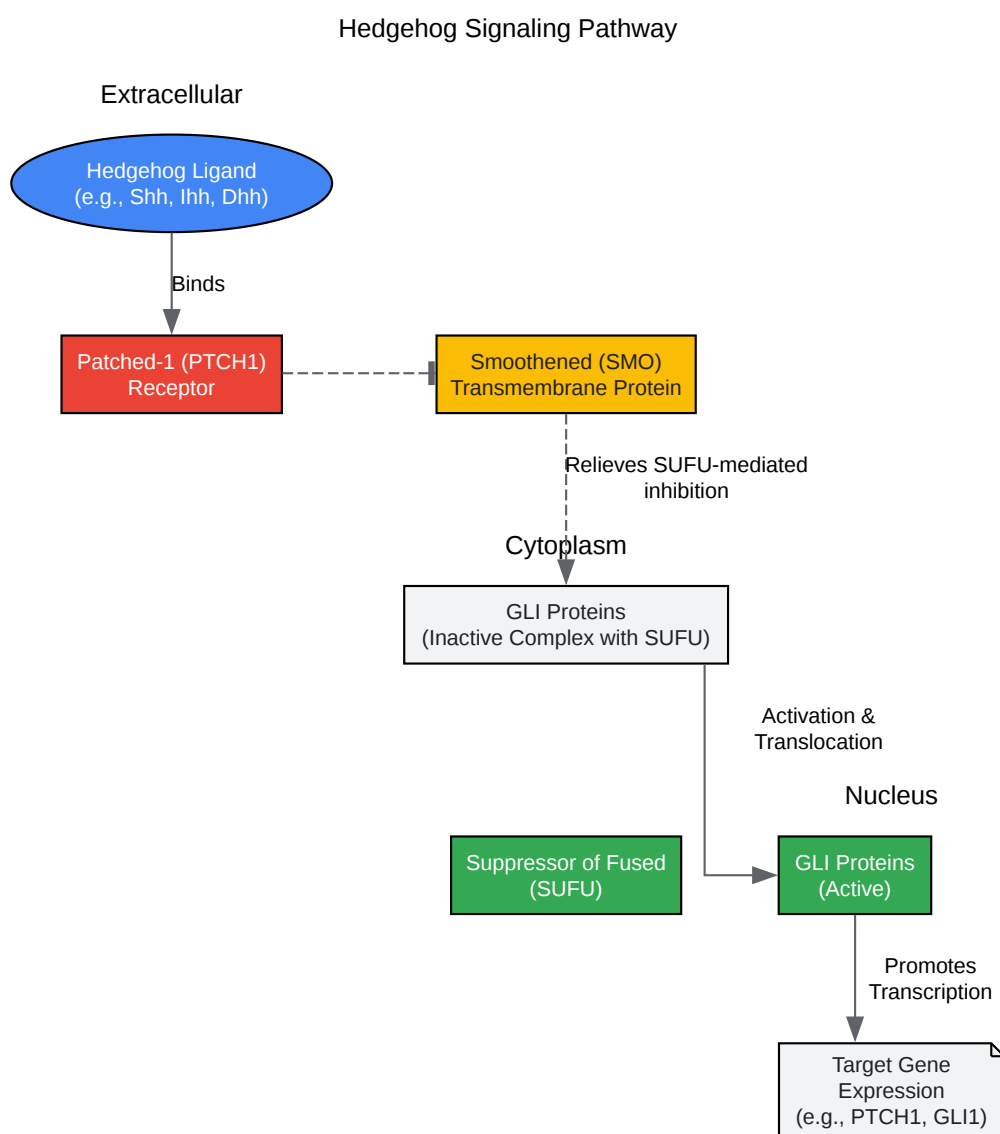 Hedgehog Signaling Pathway
Extracellular
Hedgehog Ligand
(e.g., Shh, Ihh, Dhh)
Binds
Patched-1 (PTCH1)
Receptor
Smoothened (SMO)
Transmembrane Protein
Relieves SUFU-mediated
inhibition
Cytoplasm
GLI Proteins
(Inactive Complex with SUFU)
Activation &
Translocation
Nucleus
Suppressor of Fused
(SUFU)
GLI Proteins
(Active)
Promotes
Transcription
Target Gene
Expression
(e.g., PTCH1, GLI1)